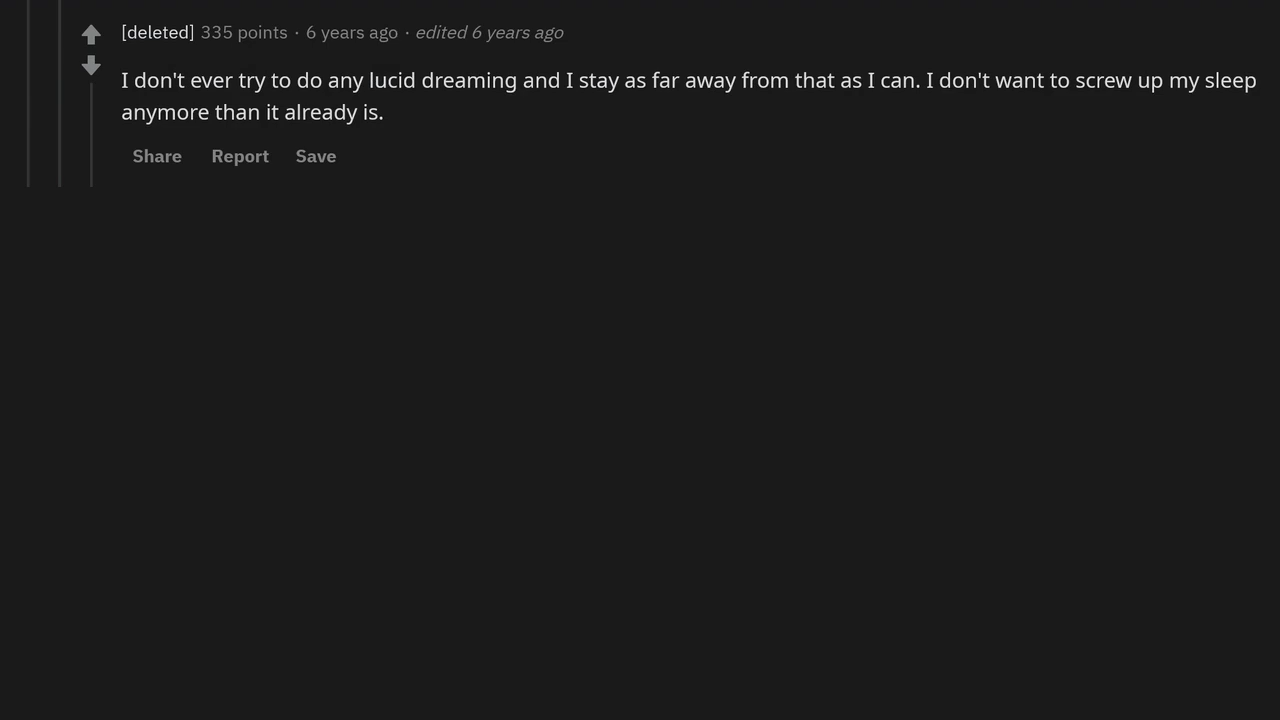 [deleted] 335 points · 6 years ago · edited 6 years ago
I don't ever try to do any lucid dreaming and I stay as far away from that as I can. I don't want to screw up my sleep
anymore than it already is.
Share Report Save